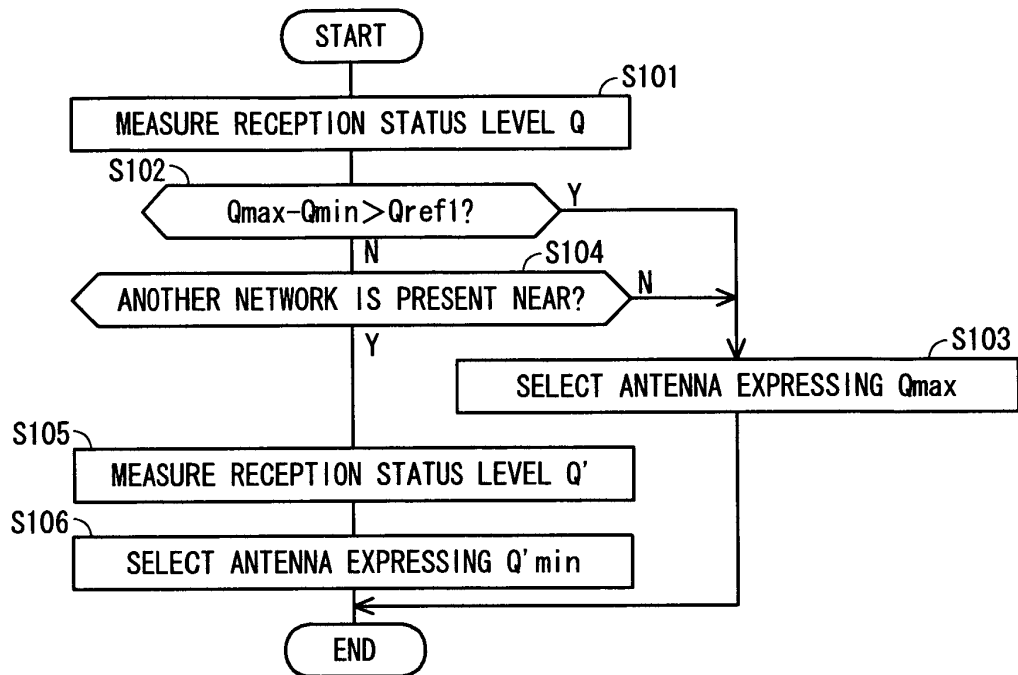 START
S101
MEASURE RECEPTION STATUS LEVEL Q
S102
Qmax-Qmin>Qref1?
Y
N
S104
ANOTHER NETWORK IS PRESENT NEAR?
N
Y
S103
SELECT ANTENNA EXPRESSING Qmax
S105
MEASURE RECEPTION STATUS LEVEL Q'
S106
SELECT ANTENNA EXPRESSING Q'min
END